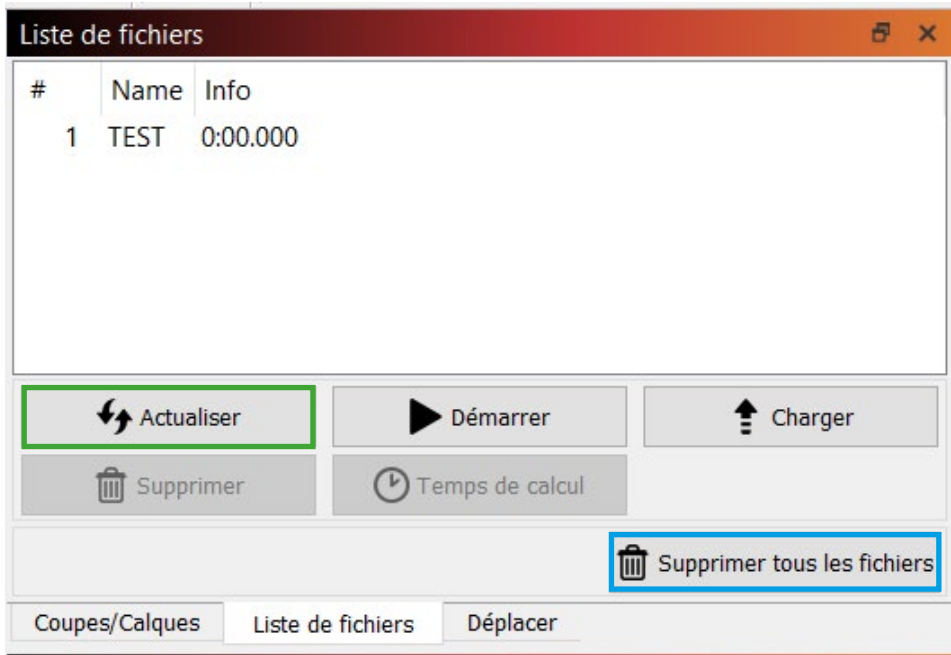 Liste de fichiers
# Name Info
1 TEST 0:00.000
Actualiser Démarrer Charger
Supprimer Temps de calcul
Supprimer tous les fichiers
Coupes/Calques Liste de fichiers Déplacer